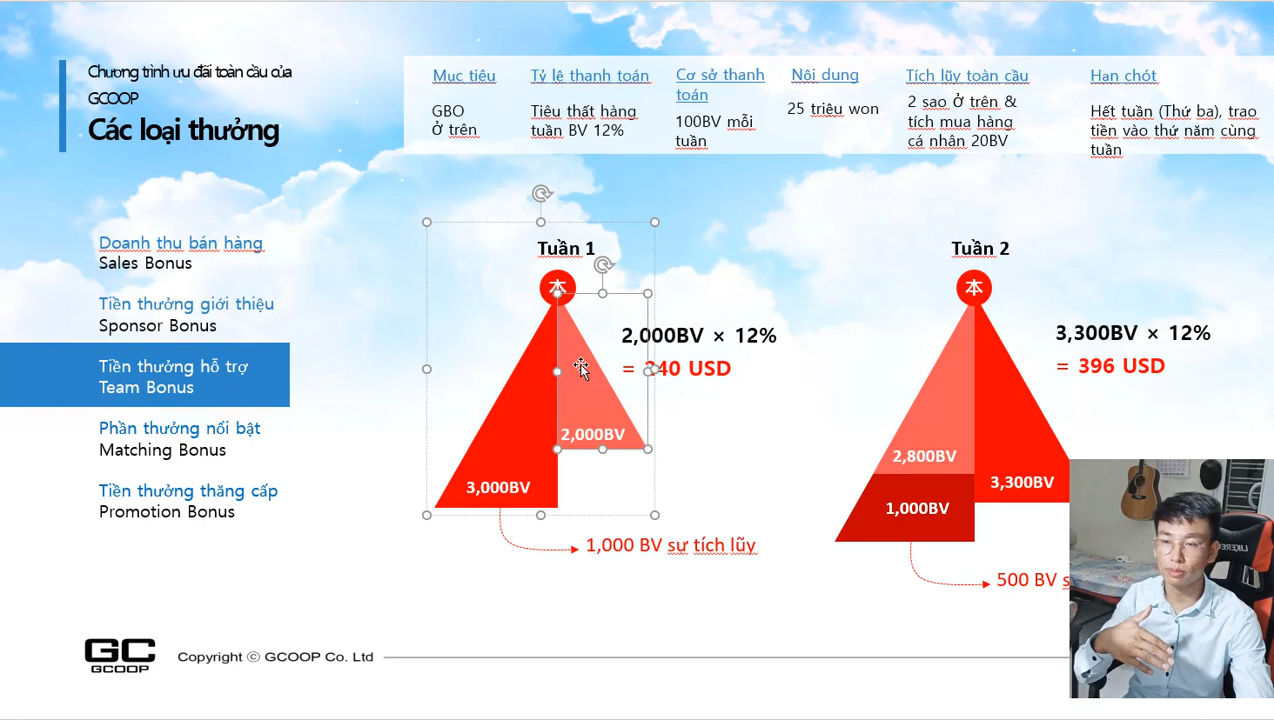 Chương trình ưu đãi toàn cầu của
GCOOP
Các loại thưởng
Mục tiêu
GBO
ở trên
Tỷ lệ thanh toán
Tiêu thất hàng
tuần BV 12%
Cơ sở thanh
toán
100BV mỗi
tuần
Nội dung
25 triệu won
Tích lũy toàn cầu
2 sao ở trên &
tích mua hàng
cá nhân 20BV
Hạn chót
Hết tuần (Thứ ba), trao
tiền vào thứ năm cùng
tuần
Doanh thu bán hàng
Sales Bonus
Tiền thưởng giới thiệu
Sponsor Bonus
Tiền thưởng hỗ trợ
Team Bonus
Phần thưởng nổi bật
Matching Bonus
Tiền thưởng thăng cấp
Promotion Bonus
Tuần 1
本
2,000BV × 12%
= 240 USD
2,000BV
3,000BV
1,000 BV sự tích lũy
Tuần 2
本
3,300BV × 12%
= 396 USD
2,800BV
3,300BV
1,000BV
500 BV s
GC
GCOOP
Copyright © GCOOP Co. Ltd